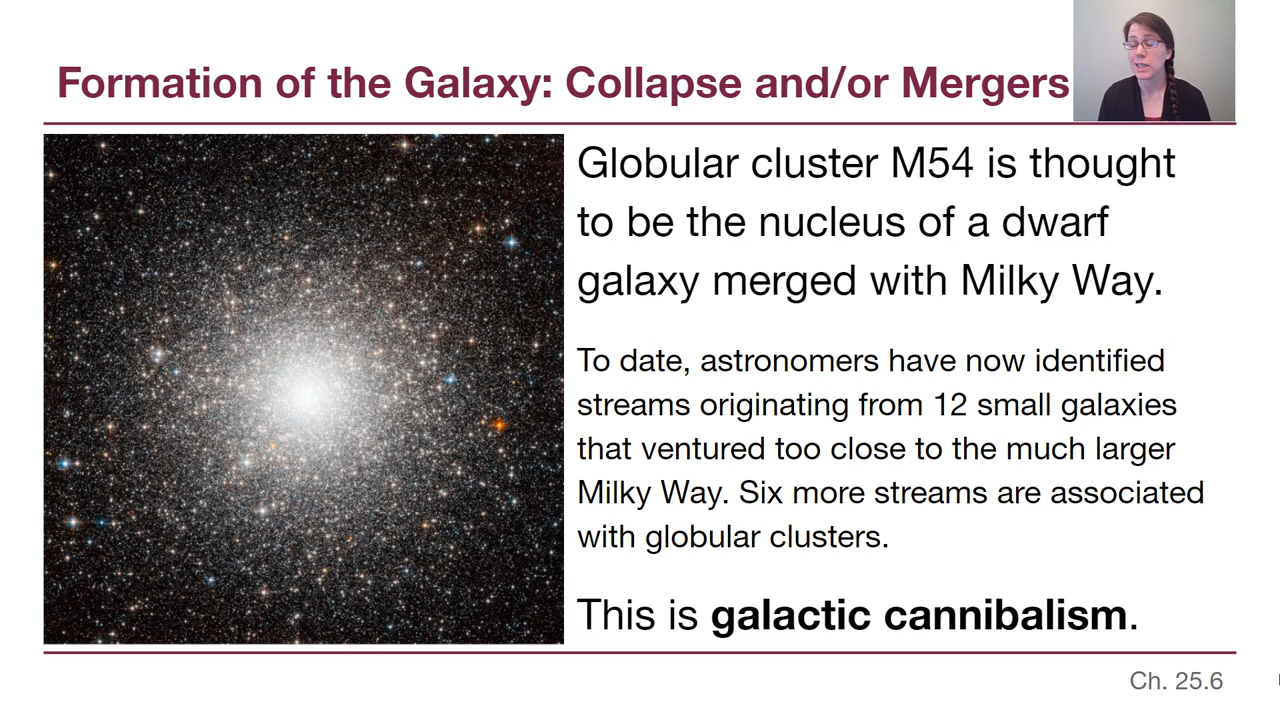 Formation of the Galaxy: Collapse and/or Mergers
Globular cluster M54 is thought
to be the nucleus of a dwarf
galaxy merged with Milky Way.
To date, astronomers have now identified
streams originating from 12 small galaxies
that ventured too close to the much larger
Milky Way. Six more streams are associated
with globular clusters.
This is galactic cannibalism.
Ch. 25.6